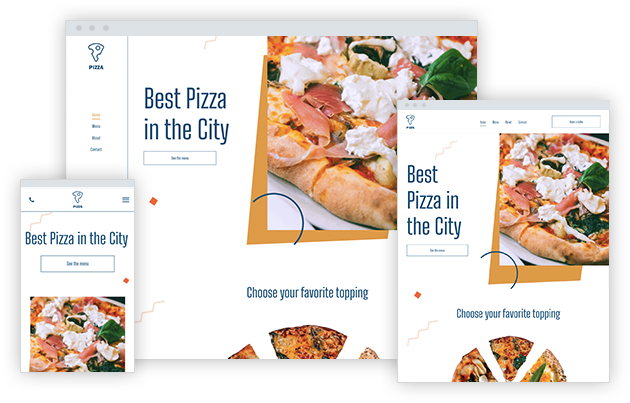 PIZZA
Home
Menu
About
Contact
Best Pizza
in the City
See the menu
Choose your favorite topping
PIZZA
Best Pizza in the City
See the menu
PIZZA
Home
Menu
About
Contact
Best
Pizza in
the City
See the menu
Choose your favorite topping